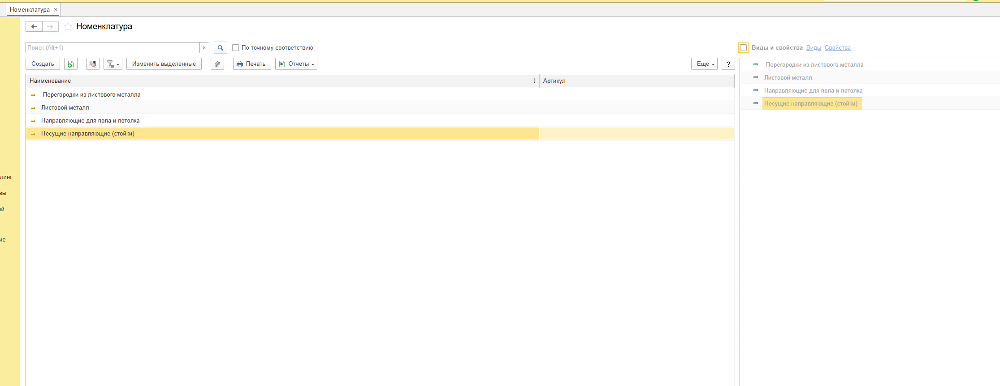 Номенклатура ×
Номенклатура
Поиск (Alt+1) × По точному соответствию
Виды и свойства Виды Свойства
Создать Изменить выделенные Печать Отчеты Еще ?
Наименование ↓ Артикул
Перегородки из листового металла
Листовой металл
Направляющие для пола и потолка
Несущие направляющие (стойки)
Перегородки из листового металла
Листовой металл
Направляющие для пола и потолка
Несущие направляющие (стойки)
линг
вы
ый
ие